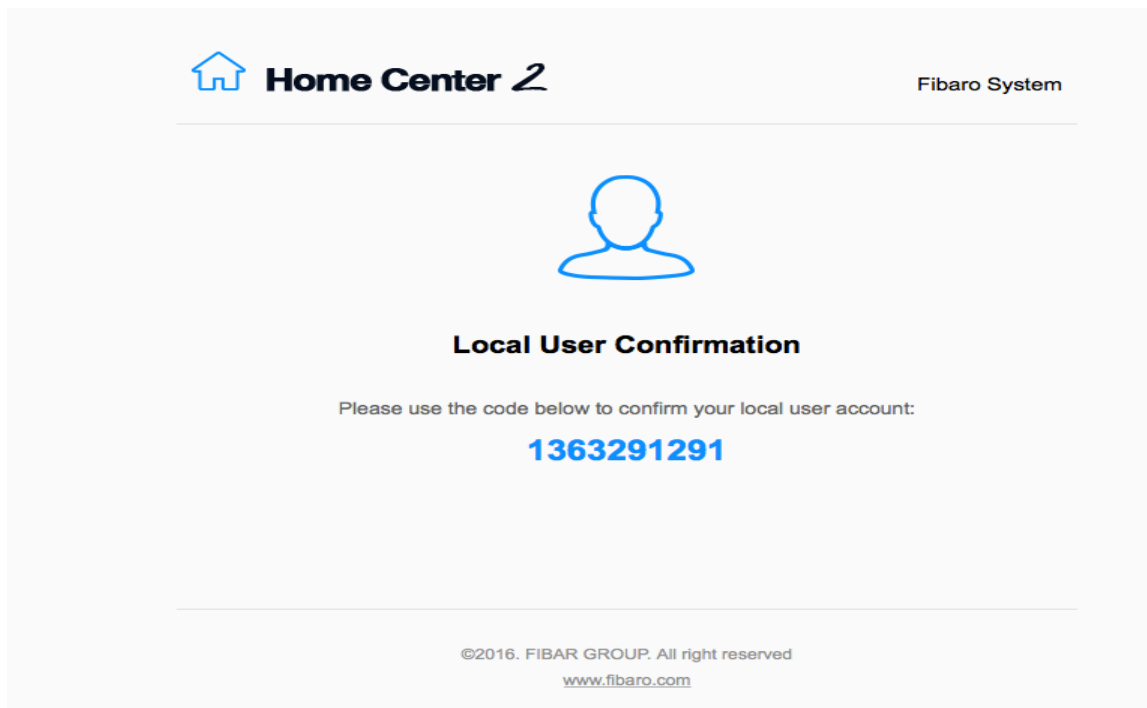 Home Center 2
Fibaro System
Local User Confirmation
Please use the code below to confirm your local user account:
1363291291
©2016. FIBAR GROUP. All right reserved
www.fibaro.com